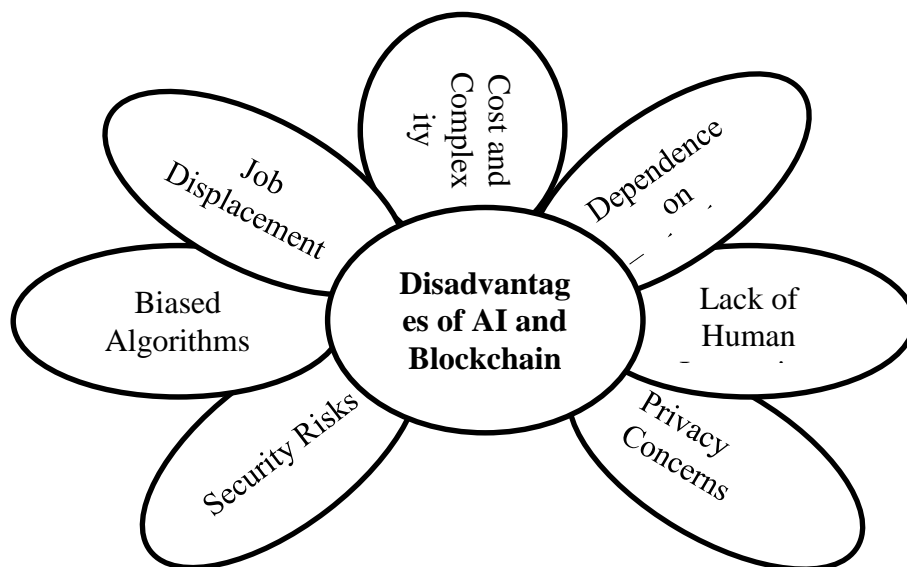 Cost and
Complex
ity
Job
Displacement
Dependence
on
Biased
Algorithms
Disadvantag
es of AI and
Blockchain
Lack of
Human
Security Risks
Privacy
Concerns